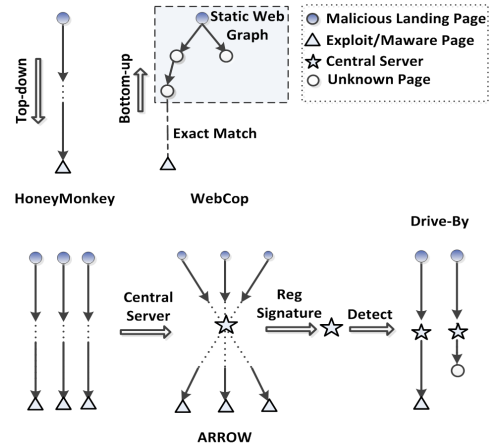 Top-down
HoneyMonkey
Bottom-up
Static Web
Graph
Exact Match
WebCop
Malicious Landing Page
Exploit/Maware Page
Central Server
Unknown Page
Drive-By
Central
Server
Reg
Signature
Detect
ARROW